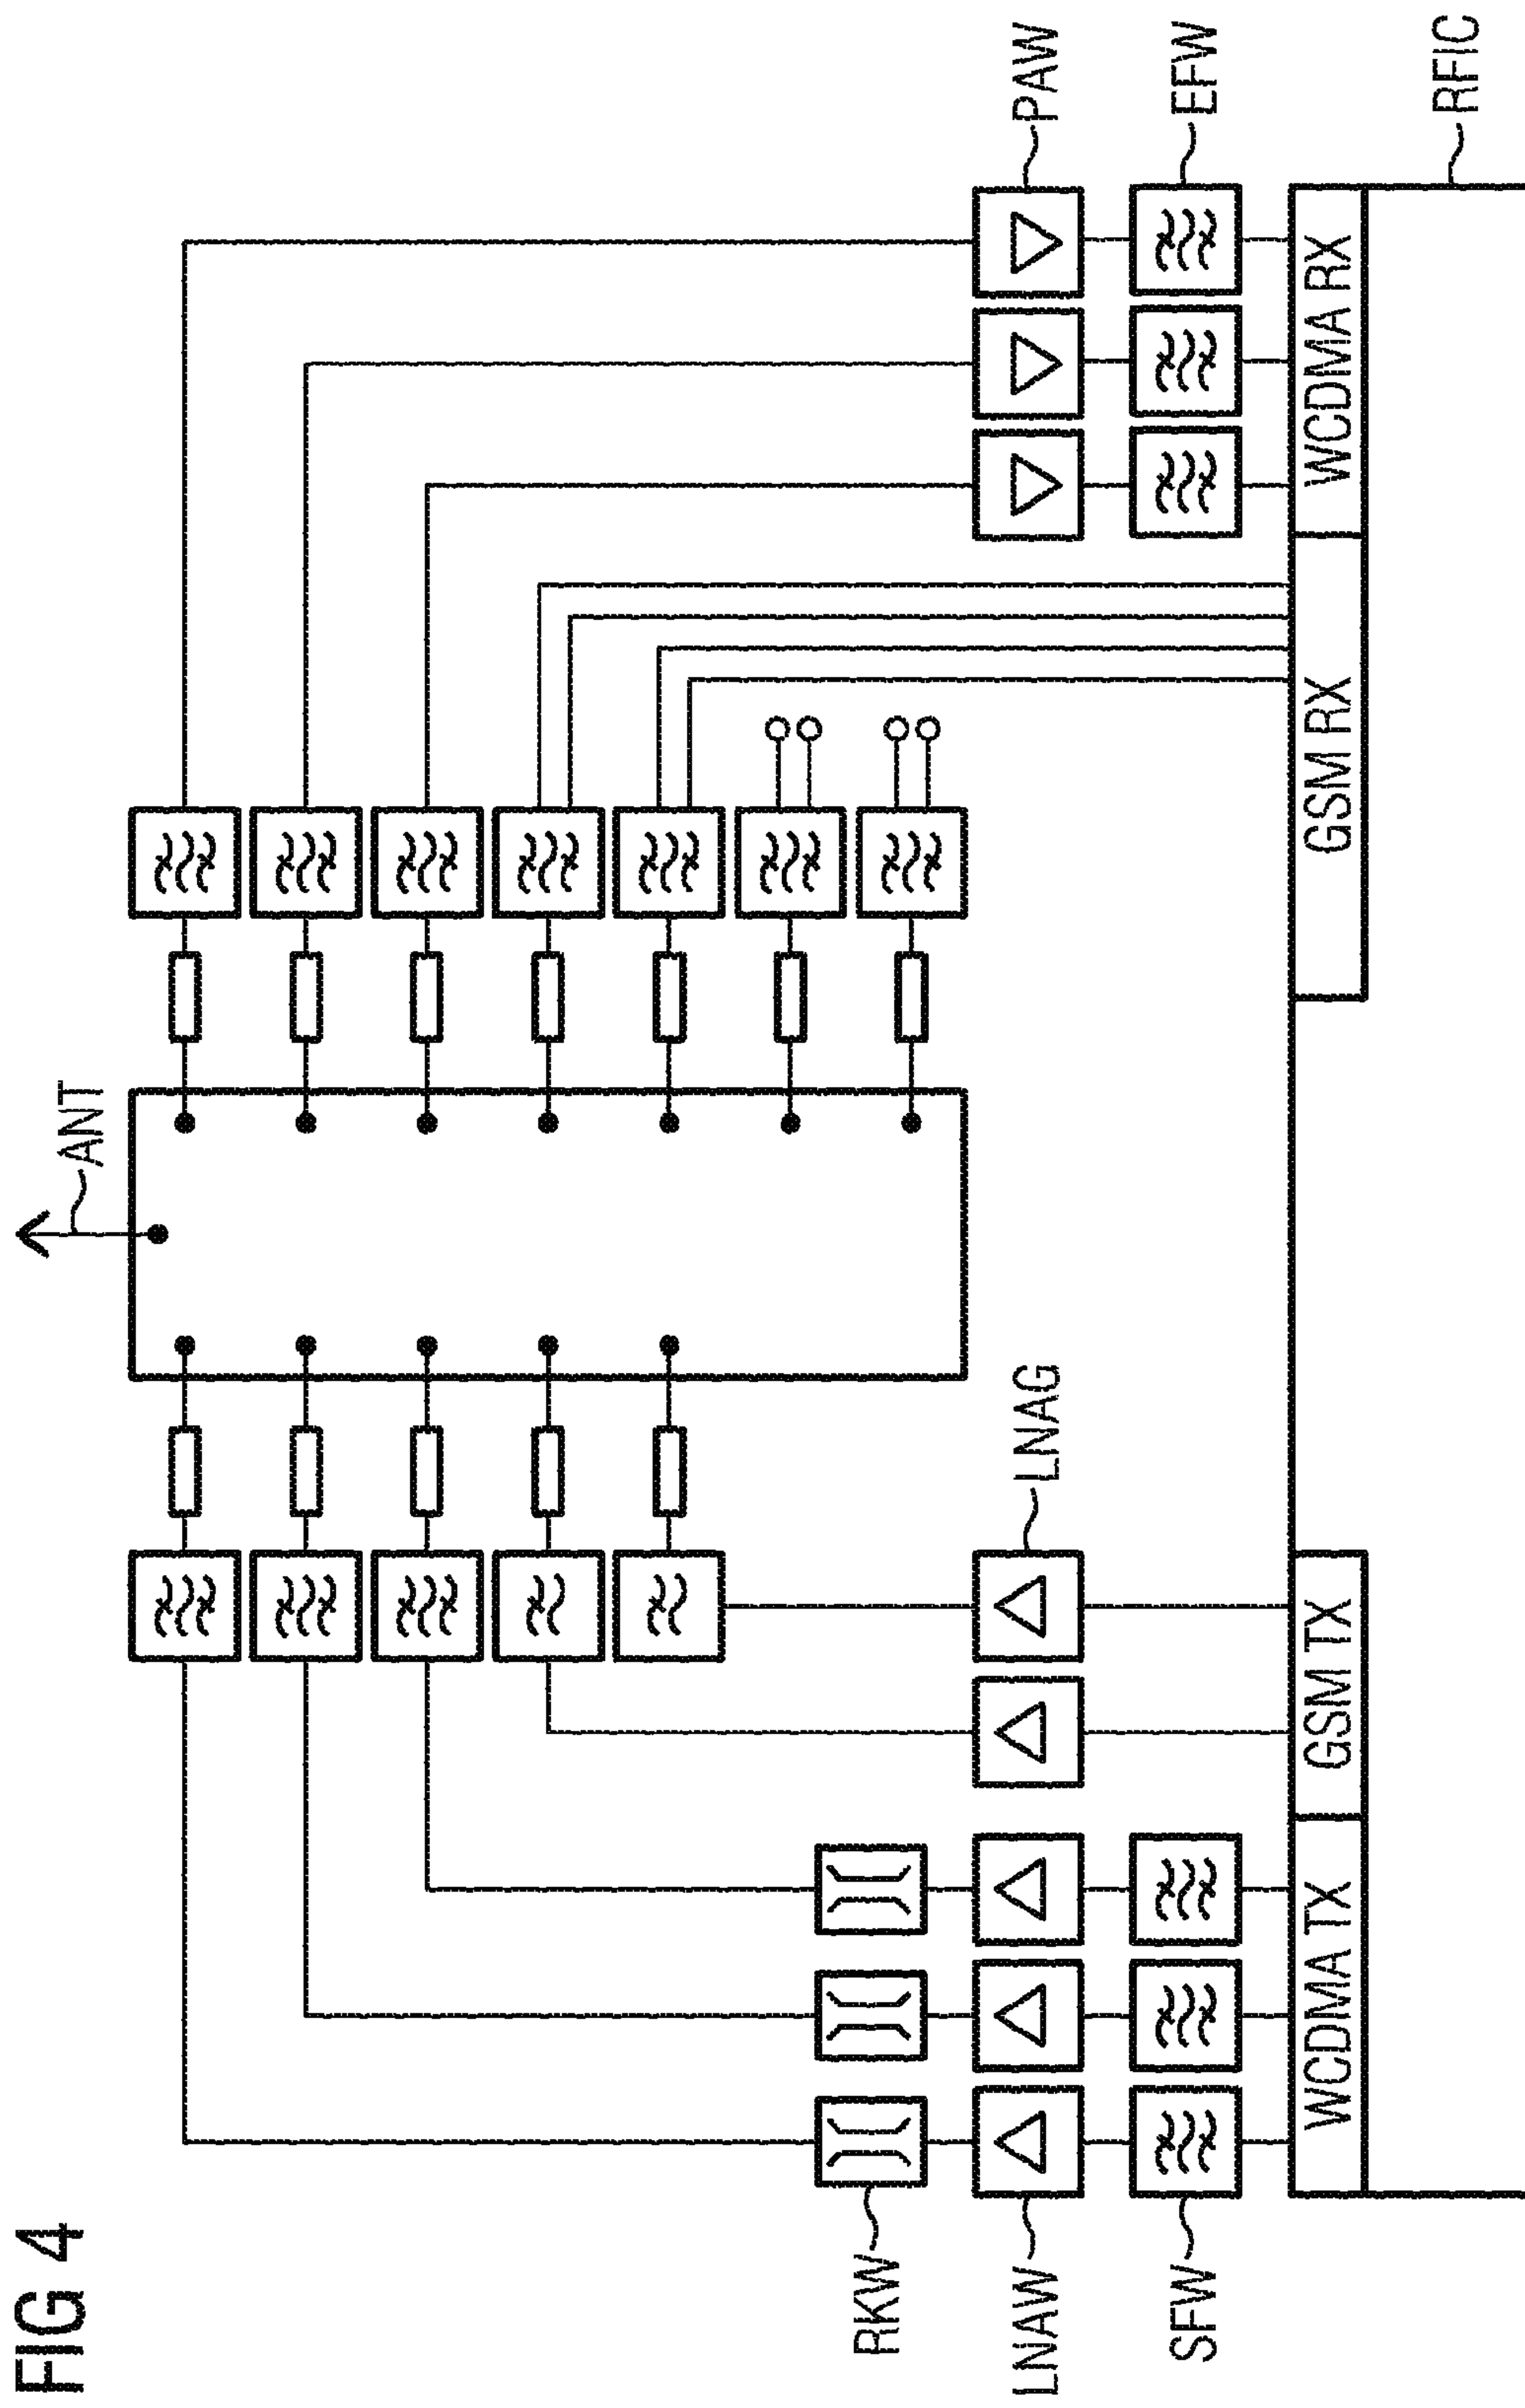 FIG 4
ANT
RKW
LNAW
LNAG
PAW
SFW
EFW
WCDMA TX
GSM TX
GSM RX
WCDMA RX
RFIC